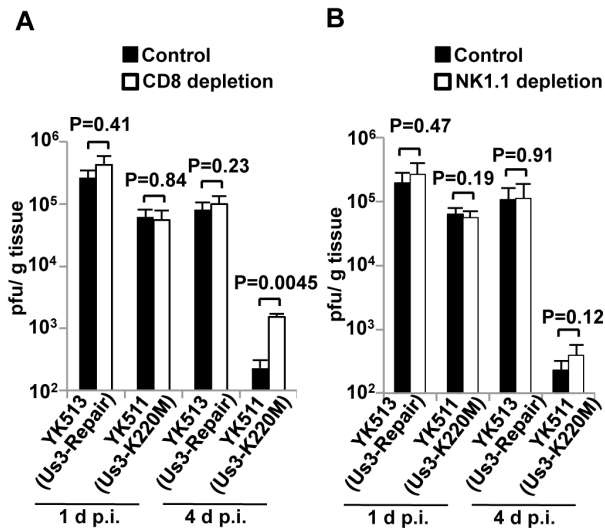 A
Control
CD8 depletion
P=0.41
P=0.84
P=0.23
P=0.0045
10⁶
10⁵
10⁴
10³
10²
pfu/ g tissue
YK513
(Us3-Repair)
YK511
(Us3-K220M)
YK513
(Us3-Repair)
YK511
(Us3-K220M)
1 d p.i.
4 d p.i.
B
Control
NK1.1 depletion
P=0.47
P=0.19
P=0.91
P=0.12
10⁶
10⁵
10⁴
10³
10²
pfu/ g tissue
YK513
(Us3-Repair)
YK511
(Us3-K220M)
YK513
(Us3-Repair)
YK511
(Us3-K220M)
1 d p.i.
4 d p.i.